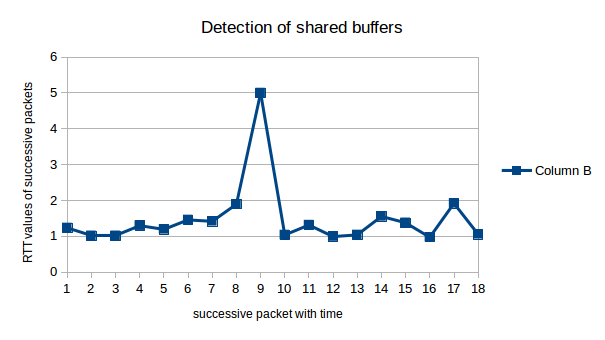 Detection of shared buffers
RTT values of successive packets
6
5
4
3
2
1
0
1 2 3 4 5 6 7 8 9 10 11 12 13 14 15 16 17 18
successive packet with time
Column B